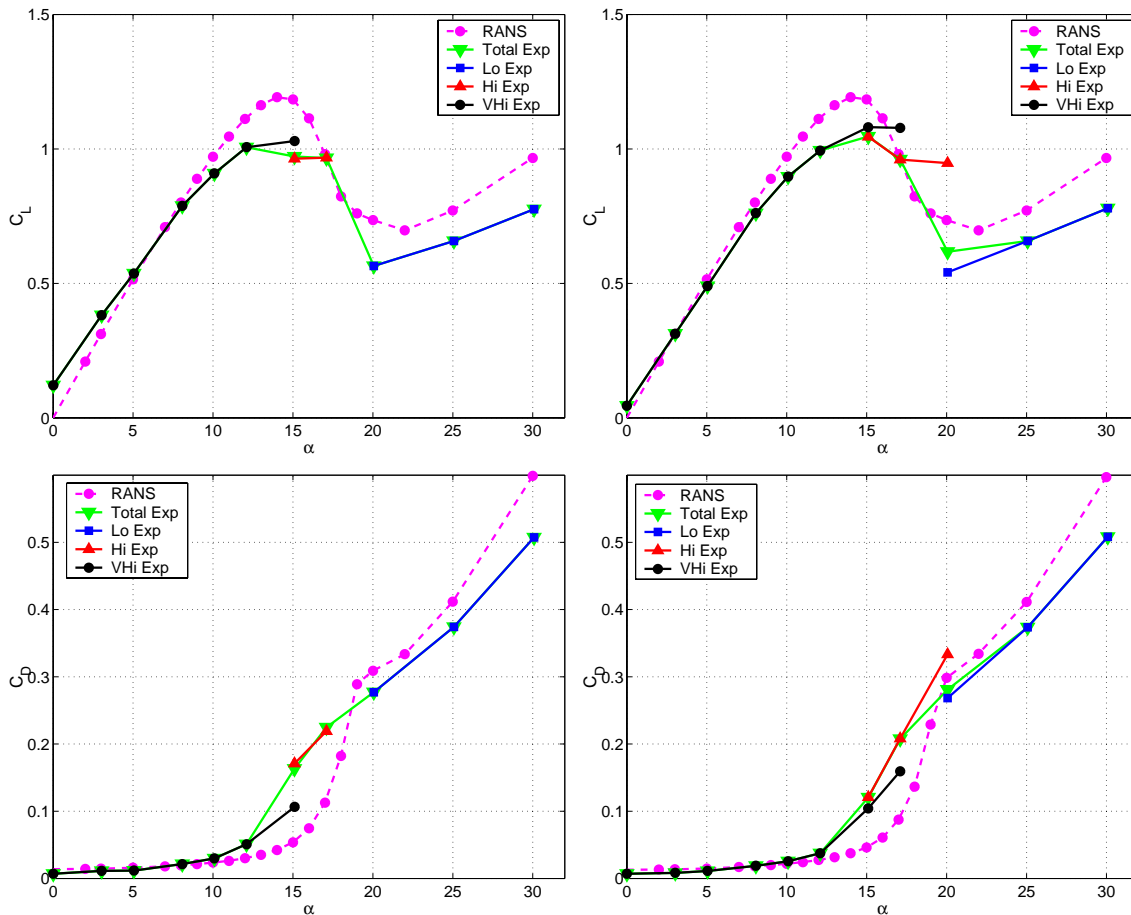 1.5
1
0.5
0
C_L
0 5 10 15 20 25 30
α
RANS
Total Exp
Lo Exp
Hi Exp
VHi Exp
1.5
1
0.5
0
C_L
0 5 10 15 20 25 30
α
RANS
Total Exp
Lo Exp
Hi Exp
VHi Exp
0.5
0.4
0.3
0.2
0.1
0
C_D
0 5 10 15 20 25 30
α
RANS
Total Exp
Lo Exp
Hi Exp
VHi Exp
0.5
0.4
0.3
0.2
0.1
0
C_D
0 5 10 15 20 25 30
α
RANS
Total Exp
Lo Exp
Hi Exp
VHi Exp